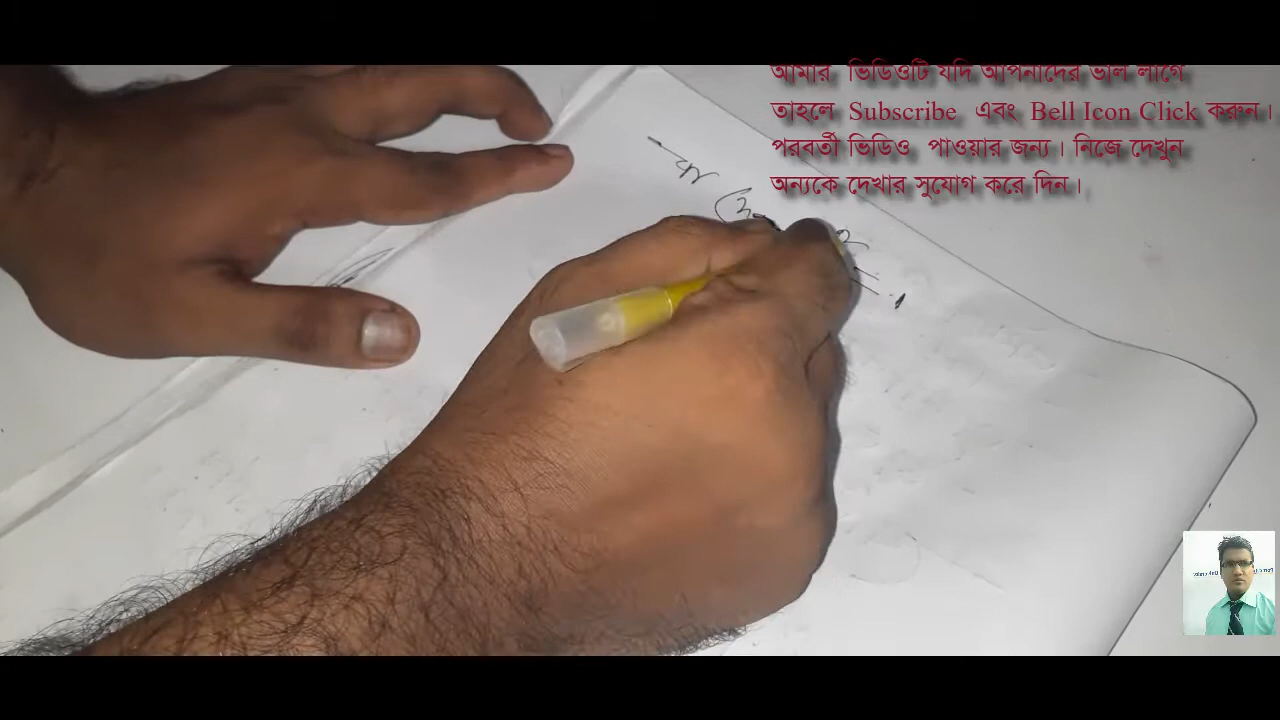 আমার ভিডিওটি যদি আপনাদের ভাল লাগে
তাহলে Subscribe এবং Bell Icon Click করুন।
পরবর্তী ভিডিও পাওয়ার জন্য। নিজে দেখুন
অন্যকে দেখার সুযোগ করে দিন।